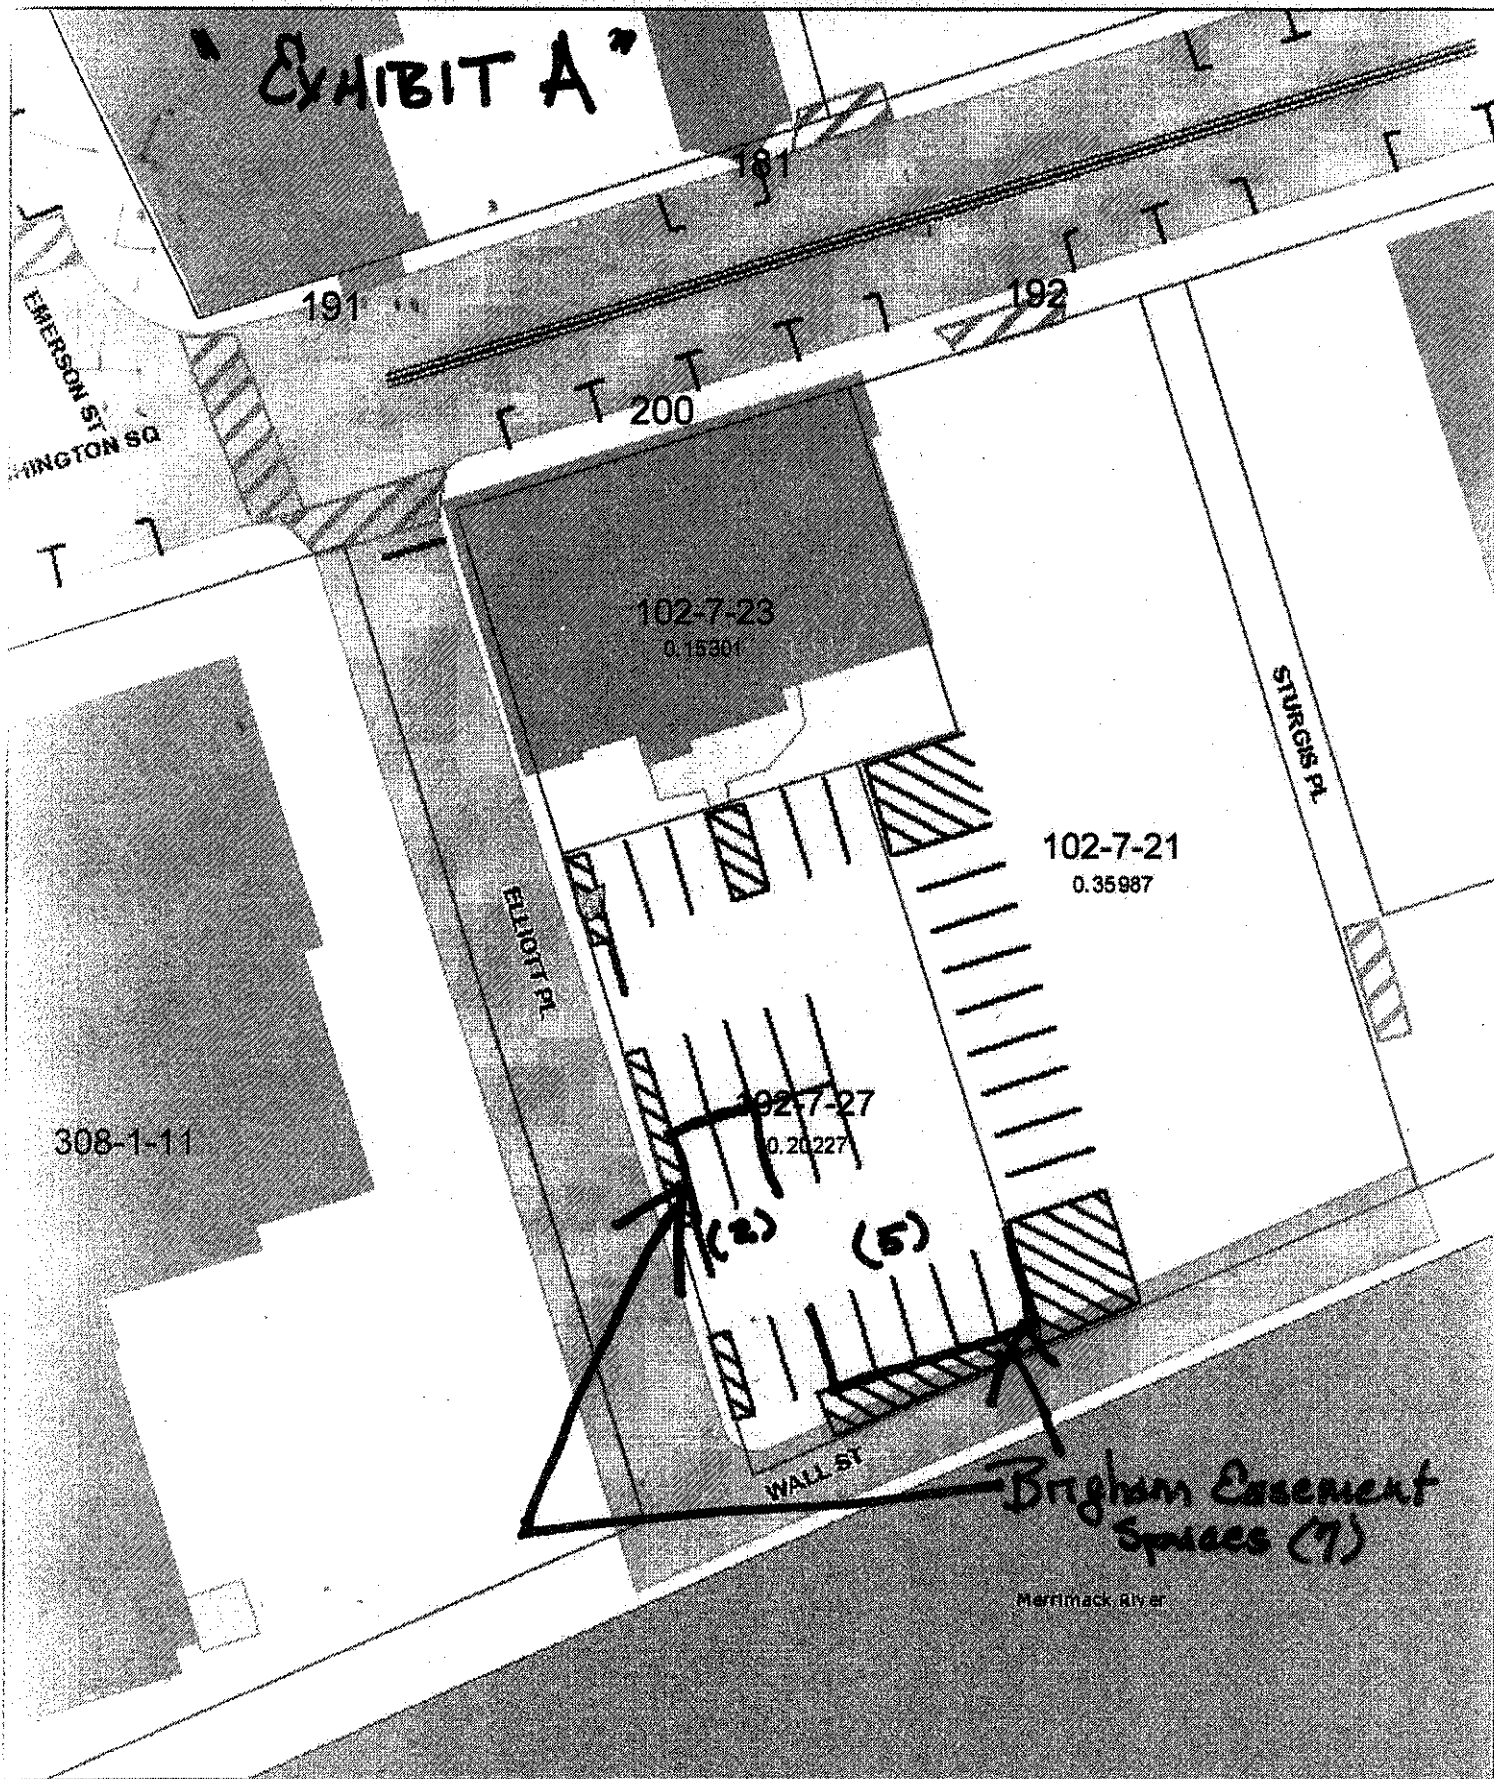 "EXHIBIT A"
181
191
192
EMERSON ST
HINGTON SQ
200
102-7-23
0.15301
STURGIS PL
102-7-21
0.35987
ELLIOTT PL
102-7-27
0.20227
308-1-11
(2)
(5)
WALL ST
Brigham Easement
Spaces (7)
Merrimack River